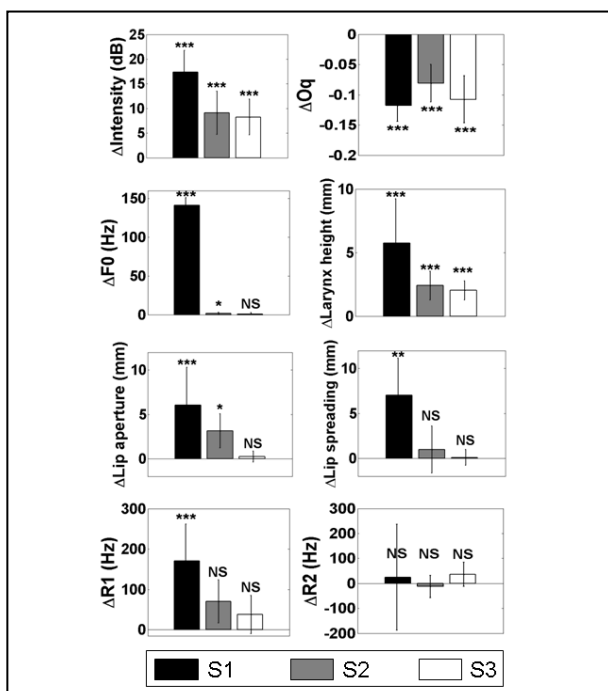 ΔIntensity (dB)
25
20
15
10
5
0
***
***
***
ΔOq
0
-0.05
-0.1
-0.15
-0.2
***
***
***
ΔF0 (Hz)
150
100
50
0
***
*
NS
ΔLarynx height (mm)
10
5
0
***
***
***
ΔLip aperture (mm)
10
5
0
***
*
NS
ΔLip spreading (mm)
10
5
0
**
NS
NS
ΔR1 (Hz)
300
200
100
0
***
NS
NS
ΔR2 (Hz)
300
200
100
0
-100
-200
NS
NS
NS
S1 S2 S3